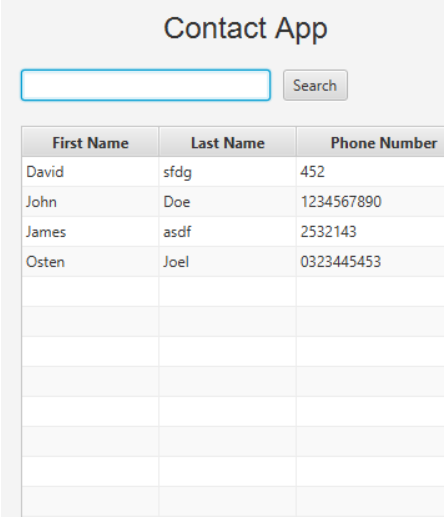 Contact App
Search
First Name Last Name Phone Number
David sfdg 452
John Doe 1234567890
James asdf 2532143
Osten Joel 0323445453